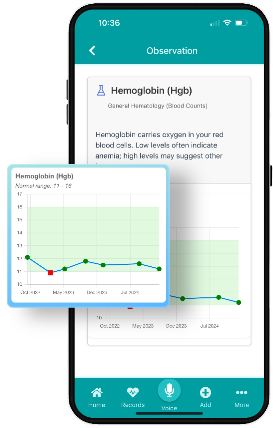 10:36
Observation
Hemoglobin (Hgb)
General Hematology (Blood Counts)
Hemoglobin carries oxygen in your red
blood cells. Low levels often indicate
anemia; high levels may suggest other
Hemoglobin (Hgb)
Normal range: 11 - 16
17
16
15
14
13
12
11
10
Oct 2022
May 2023
Dec 2023
Jul 2024
Oct 2022
May 2023
Dec 2023
Jul 2024
Home
Records
Voice
Add
More